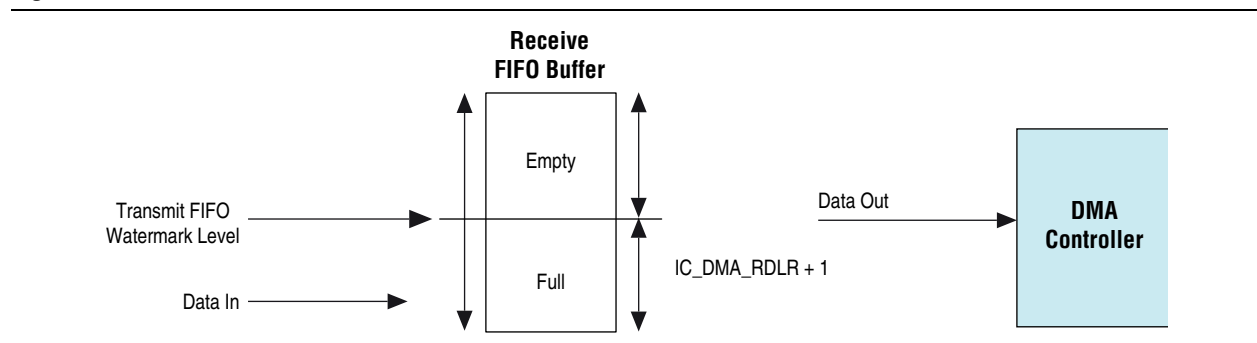 Receive
FIFO Buffer
Empty
Transmit FIFO
Watermark Level
Data Out
DMA
Controller
IC_DMA_RDLR + 1
Full
Data In